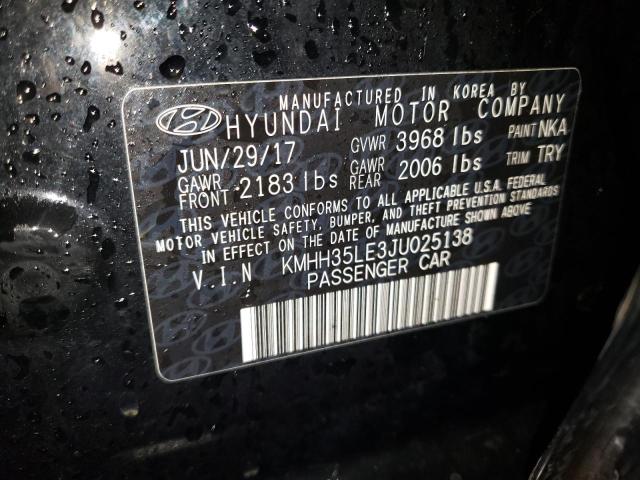 MANUFACTURED IN KOREA BY
HYUNDAI MOTOR COMPANY
JUN/29/17 GVWR 3968 lbs PAINT NKA
GAWR FRONT 2183 lbs GAWR REAR 2006 lbs TRIM TRY
THIS VEHICLE CONFORMS TO ALL APPLICABLE U.S.A. FEDERAL
MOTOR VEHICLE SAFETY, BUMPER, AND THEFT PREVENTION STANDARDS
IN EFFECT ON THE DATE OF MANUFACTURE SHOWN ABOVE
V.I.N KMHH35LE3JU025138
PASSENGER CAR